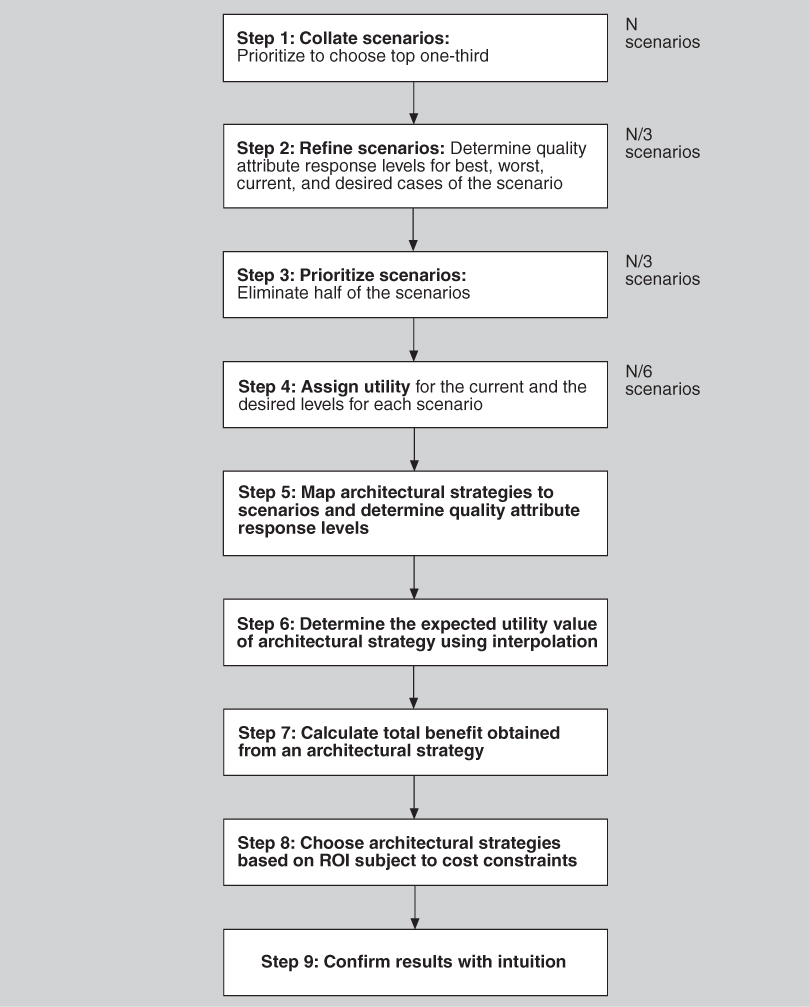 Step 1: Collate scenarios:
Prioritize to choose top one-third
N
scenarios
Step 2: Refine scenarios: Determine quality
attribute response levels for best, worst,
current, and desired cases of the scenario
N/3
scenarios
Step 3: Prioritize scenarios:
Eliminate half of the scenarios
N/3
scenarios
Step 4: Assign utility for the current and the
desired levels for each scenario
N/6
scenarios
Step 5: Map architectural strategies to
scenarios and determine quality attribute
response levels
Step 6: Determine the expected utility value
of architectural strategy using interpolation
Step 7: Calculate total benefit obtained
from an architectural strategy
Step 8: Choose architectural strategies
based on ROI subject to cost constraints
Step 9: Confirm results with intuition